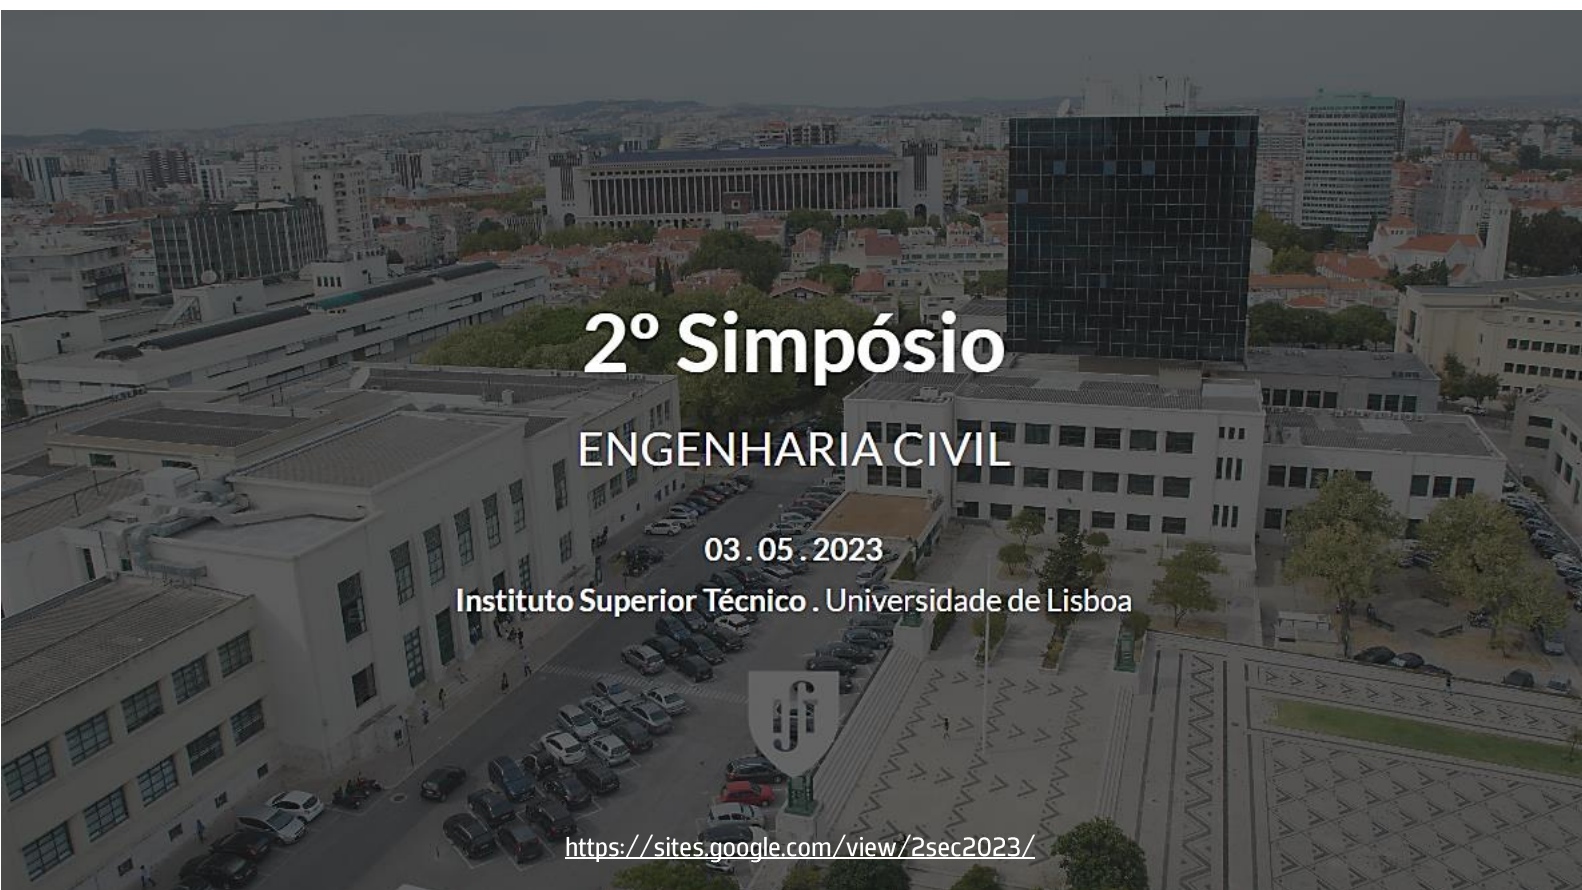 2º Simpósio
ENGENHARIA CIVIL
03 . 05 . 2023
Instituto Superior Técnico . Universidade de Lisboa
https://sites.google.com/view/2sec2023/